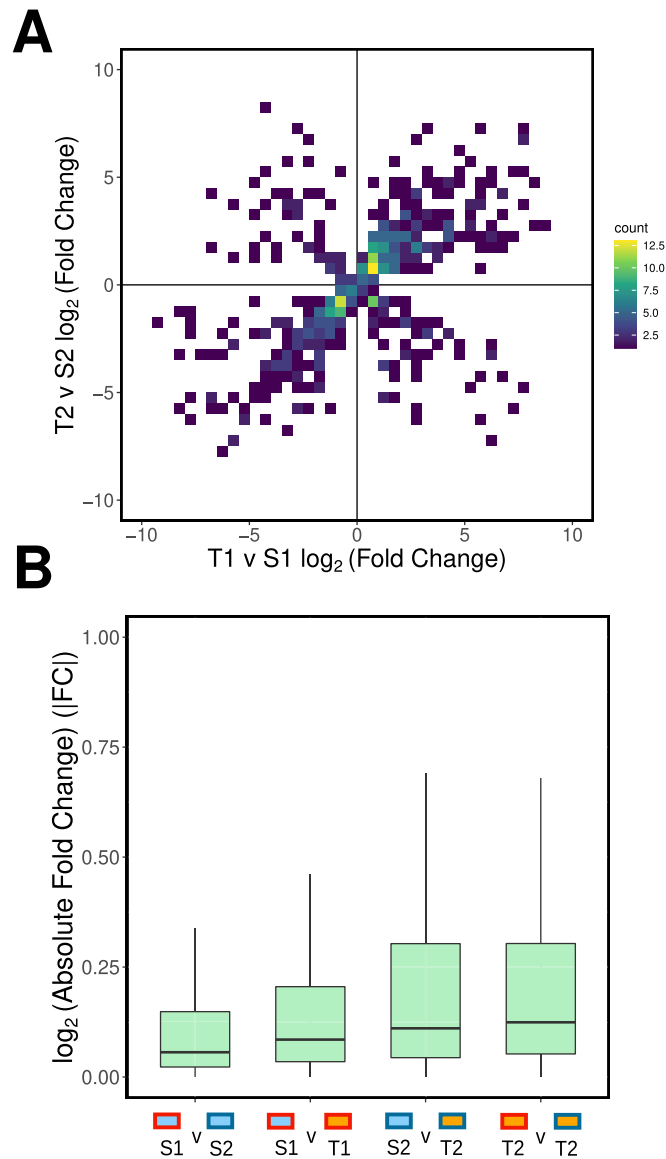 A
T2 v S2 log2 (Fold Change)
10
5
0
−5
−10
−10 −5 0 5 10
T1 v S1 log2 (Fold Change)
count
12.5
10.0
7.5
5.0
2.5
B
log2 (Absolute Fold Change) (|FC|)
1.00
0.75
0.50
0.25
0.00
S1 v S2 S1 v T1 S2 v T2 T2 v T2